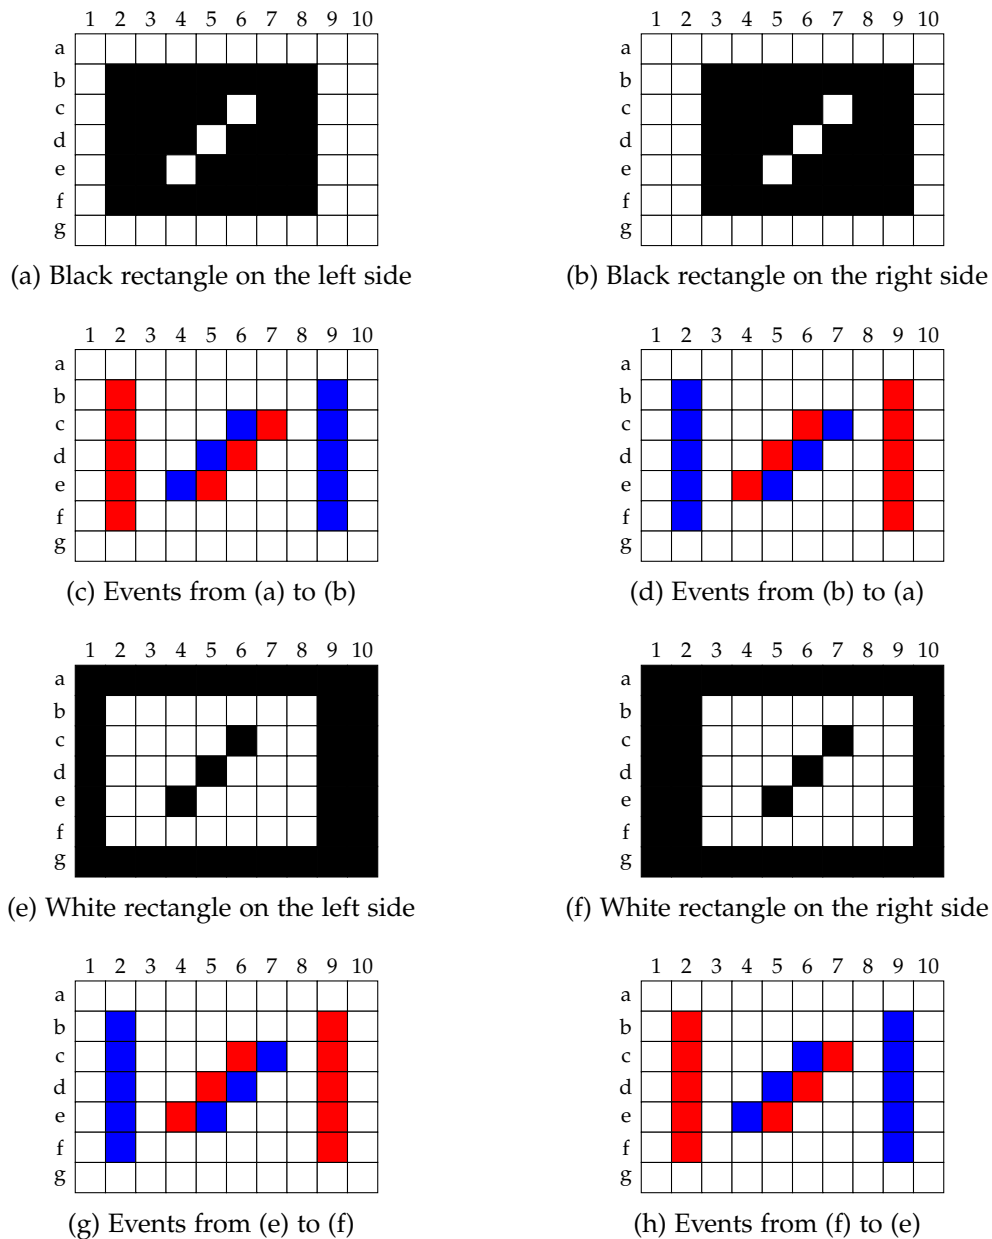 1 2 3 4 5 6 7 8 9 10
a
b
c
d
e
f
g
(a) Black rectangle on the left side
1 2 3 4 5 6 7 8 9 10
a
b
c
d
e
f
g
(b) Black rectangle on the right side
1 2 3 4 5 6 7 8 9 10
a
b
c
d
e
f
g
(c) Events from (a) to (b)
1 2 3 4 5 6 7 8 9 10
a
b
c
d
e
f
g
(d) Events from (b) to (a)
1 2 3 4 5 6 7 8 9 10
a
b
c
d
e
f
g
(e) White rectangle on the left side
1 2 3 4 5 6 7 8 9 10
a
b
c
d
e
f
g
(f) White rectangle on the right side
1 2 3 4 5 6 7 8 9 10
a
b
c
d
e
f
g
(g) Events from (e) to (f)
1 2 3 4 5 6 7 8 9 10
a
b
c
d
e
f
g
(h) Events from (f) to (e)